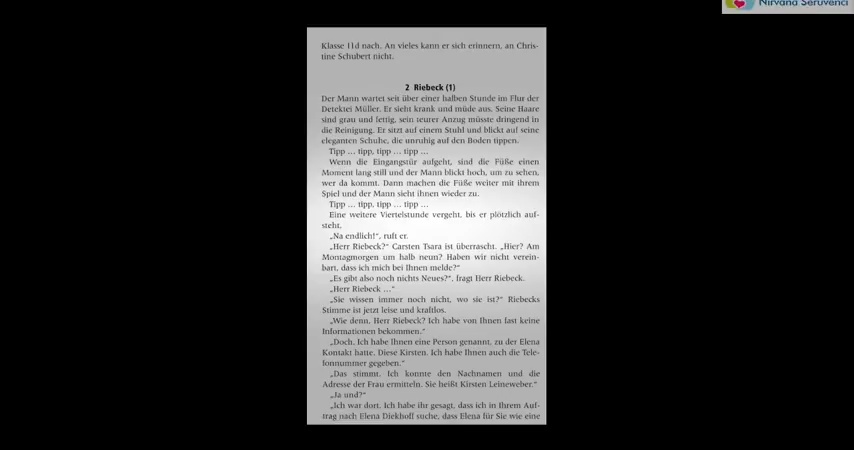 Nirvana Serüvenci
Klasse 11d nach. An vieles kann er sich erinnern, an Chris-
tine Schubert nicht.
2 Riebeck (1)
Der Mann wartet seit über einer halben Stunde im Flur der
Detektei Müller. Er sieht krank und müde aus. Seine Haare
sind grau und fettig, sein teurer Anzug müsste dringend in
die Reinigung. Er sitzt auf einem Stuhl und blickt auf seine
eleganten Schuhe, die unruhig auf den Boden tippen.
Tipp ... tipp, tipp ... tipp ...
Wenn die Eingangstür aufgeht, sind die Füße einen
Moment lang still und der Mann blickt hoch, um zu sehen,
wer da kommt. Dann machen die Füße weiter mit ihrem
Spiel und der Mann sieht ihnen wieder zu.
Tipp ... tipp, tipp ... tipp ...
Eine weitere Viertelstunde vergeht, bis er plötzlich auf-
steht.
„Na endlich!“, ruft er.
„Herr Riebeck?“ Carsten Tsara ist überrascht. „Hier? Am
Montagmorgen um halb neun? Haben wir nicht verein-
bart, dass ich mich bei Ihnen melde?“
„Es gibt also noch nichts Neues?“, fragt Herr Riebeck.
„Herr Riebeck ...“
„Sie wissen immer noch nicht, wo sie ist?“ Riebecks
Stimme ist jetzt leise und kraftlos.
„Wie denn, Herr Riebeck? Ich habe von Ihnen fast keine
Informationen bekommen.“
„Doch. Ich habe Ihnen eine Person genannt, zu der Elena
Kontakt hatte. Diese Kirsten. Ich habe Ihnen auch die Tele-
fonnummer gegeben.“
„Das stimmt. Ich konnte den Nachnamen und die
Adresse der Frau ermitteln. Sie heißt Kirsten Leineweber.“
„Ja und?“
„Ich war dort. Ich habe ihr gesagt, dass ich in Ihrem Auf-
trag nach Elena Diekhoff suche, dass Elena für Sie wie eine